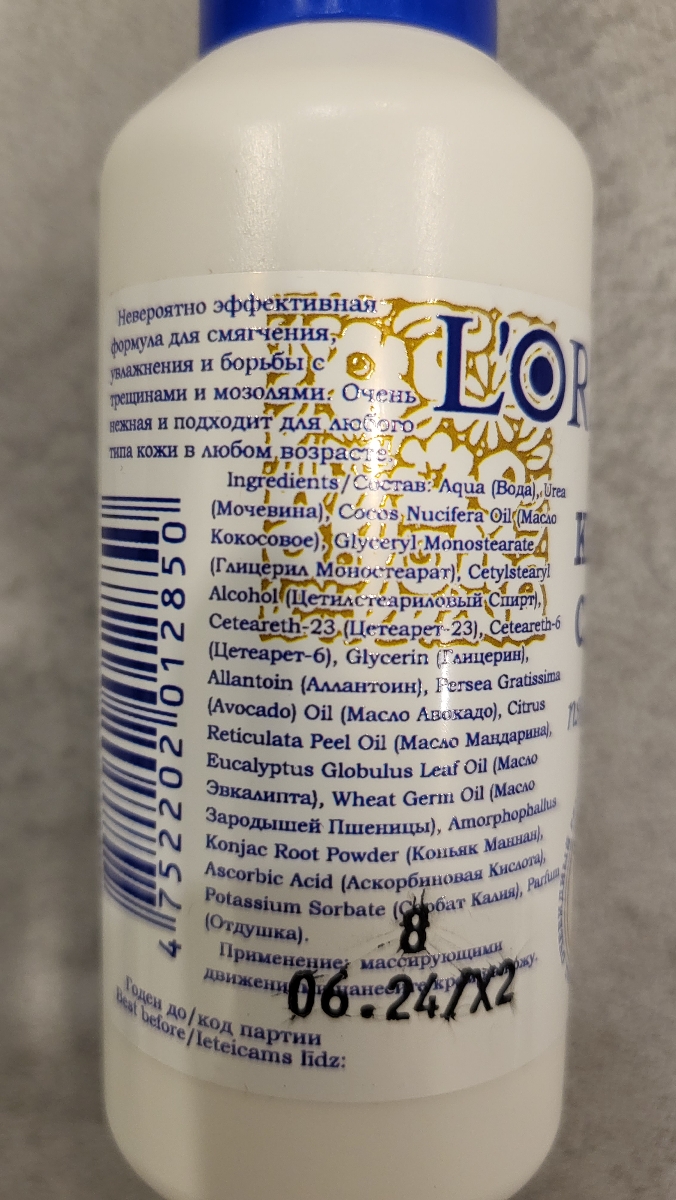 Невероятно эффективная
формула для смягчения,
увлажнения и борьбы с
трещинами и мозолями. Очень
нежная и подходит для любого
типа кожи в любом возрасте.
L'OR
Ingredients/Состав: Aqua (Вода), Urea
(Мочевина), Cocos Nucifera Oil (Масло
Кокосовое), Glyceryl Monostearate
(Глицерил Моностеарат), Cetylstearyl
Alcohol (Цетилстеариловый Спирт),
Ceteareth-23 (Цетеарет-23), Ceteareth-6
(Цетеарет-6), Glycerin (Глицерин),
Allantoin (Аллантоин), Persea Gratissima
(Avocado) Oil (Масло Авокадо), Citrus
Reticulata Peel Oil (Масло Мандарина),
Eucalyptus Globulus Leaf Oil (Масло
Эвкалипта), Wheat Germ Oil (Масло
Зародышей Пшеницы), Amorphophallus
Konjac Root Powder (Коньяк Маннан),
Ascorbic Acid (Аскорбиновая Кислота),
Potassium Sorbate (Сорбат Калия), Parfum
(Отдушка).
Применение: массирующими
8
06.24/X2
4752202012850
Годен до/код партии
Best before/Ieteicams līdz: